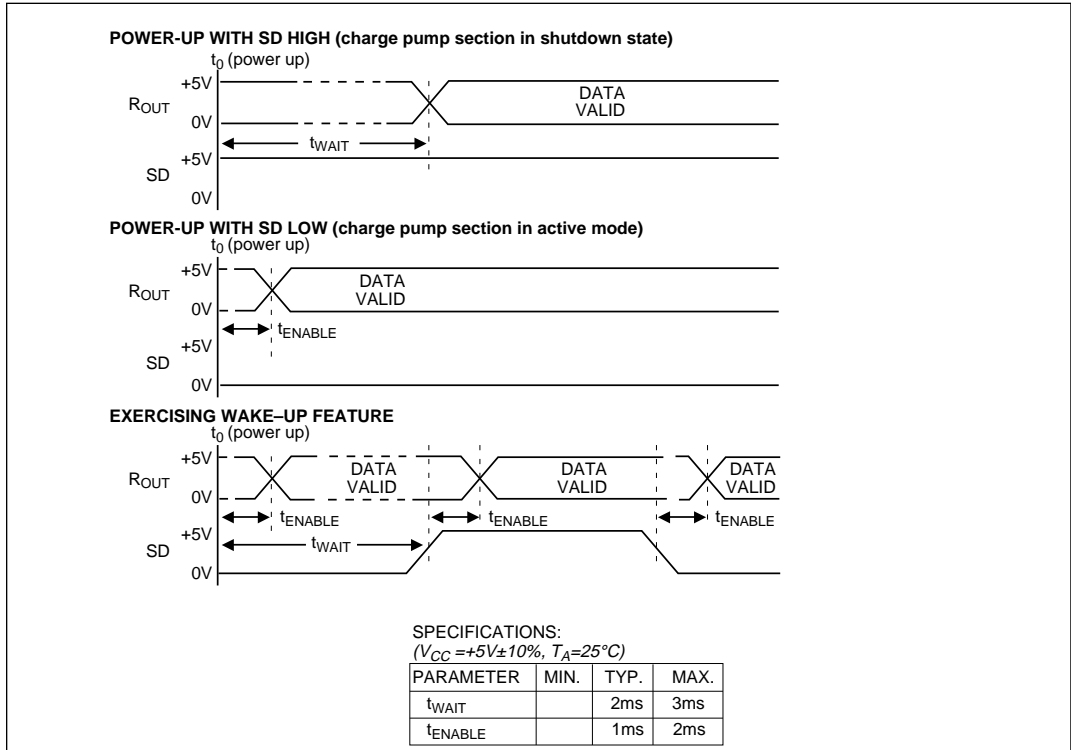 POWER-UP WITH SD HIGH (charge pump section in shutdown state)
t0 (power up)
+5V
ROUT
0V
DATA
VALID
tWAIT
+5V
SD
0V
POWER-UP WITH SD LOW (charge pump section in active mode)
t0 (power up)
+5V
ROUT
0V
DATA
VALID
tENABLE
+5V
SD
0V
EXERCISING WAKE–UP FEATURE
t0 (power up)
+5V
ROUT
0V
DATA
VALID
DATA
VALID
DATA
VALID
tENABLE
tENABLE
tENABLE
+5V
SD
0V
tWAIT
SPECIFICATIONS:
(VCC =+5V±10%, TA=25°C)
PARAMETER MIN. TYP. MAX.
tWAIT 2ms 3ms
tENABLE 1ms 2ms